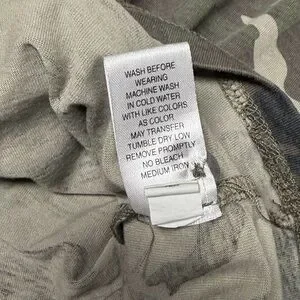 WASH BEFORE
WEARING
MACHINE WASH
IN COLD WATER
WITH LIKE COLORS
AS COLOR
MAY TRANSFER
TUMBLE DRY LOW
REMOVE PROMPTLY
NO BLEACH
MEDIUM IRON